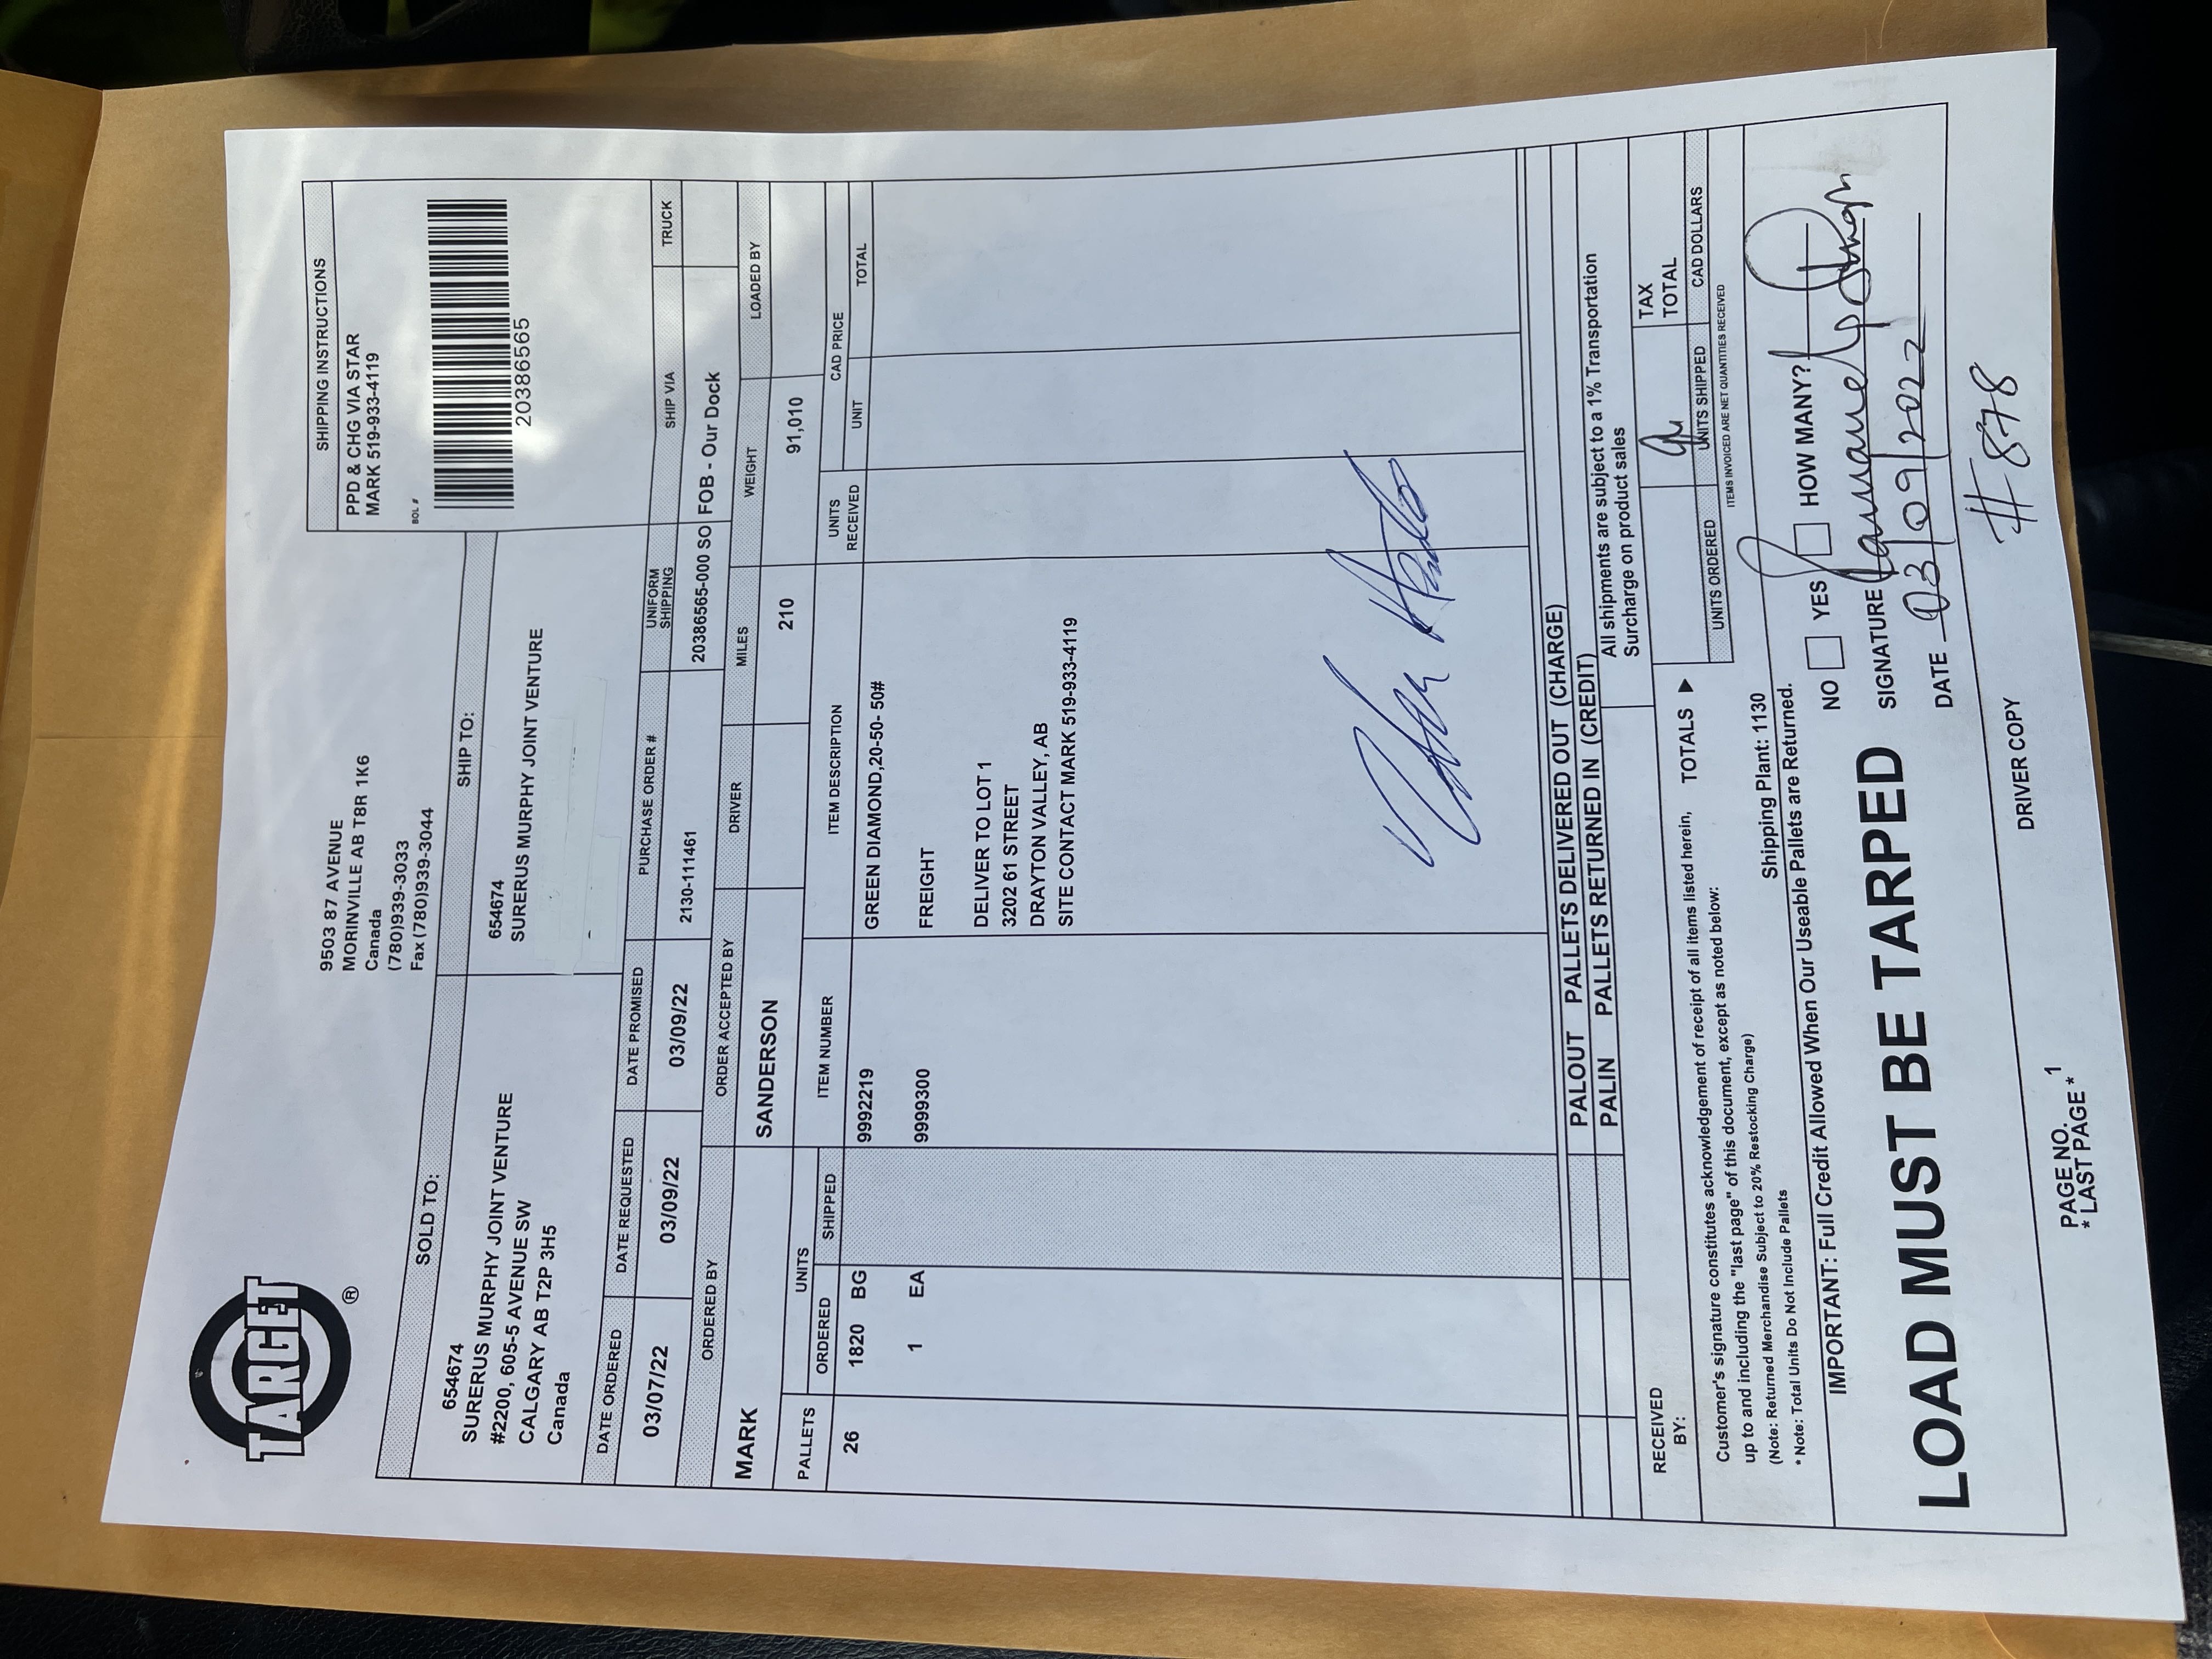 TARGET
®
9503 87 AVENUE
MORINVILLE AB T8R 1K6
Canada
(780)939-3033
Fax (780)939-3044
SHIPPING INSTRUCTIONS
PPD & CHG VIA STAR
MARK 519-933-4119
BOL #
20386565
SOLD TO:
654674
SURERUS MURPHY JOINT VENTURE
#2200, 605-5 AVENUE SW
CALGARY AB T2P 3H5
Canada
SHIP TO:
654674
SURERUS MURPHY JOINT VENTURE
DATE ORDERED DATE REQUESTED DATE PROMISED PURCHASE ORDER # UNIFORM SHIPPING SHIP VIA TRUCK
03/07/22 03/09/22 03/09/22 2130-111461 20386565-000 SO FOB - Our Dock
ORDERED BY ORDER ACCEPTED BY DRIVER MILES WEIGHT LOADED BY
MARK SANDERSON 210 91,010
PALLETS UNITS ITEM NUMBER ITEM DESCRIPTION UNITS RECEIVED CAD PRICE
ORDERED SHIPPED UNIT TOTAL
26 1820 BG 9992219 GREEN DIAMOND,20-50- 50#
1 EA 9999300 FREIGHT
DELIVER TO LOT 1
3202 61 STREET
DRAYTON VALLEY, AB
SITE CONTACT MARK 519-933-4119
PALOUT PALLETS DELIVERED OUT (CHARGE)
PALIN PALLETS RETURNED IN (CREDIT)
All shipments are subject to a 1% Transportation
Surcharge on product sales
RECEIVED
BY:
TOTALS
TAX
TOTAL
UNITS ORDERED UNITS SHIPPED CAD DOLLARS
ITEMS INVOICED ARE NET QUANTITIES RECEIVED
Customer's signature constitutes acknowledgement of receipt of all items listed herein,
up to and including the "last page" of this document, except as noted below:
(Note: Returned Merchandise Subject to 20% Restocking Charge)
* Note: Total Units Do Not Include Pallets
Shipping Plant: 1130
IMPORTANT: Full Credit Allowed When Our Useable Pallets are Returned.
NO YES HOW MANY?
LOAD MUST BE TARPED
SIGNATURE
DATE 03/09/2022
DRIVER COPY
#878
PAGE NO. 1
* LAST PAGE *